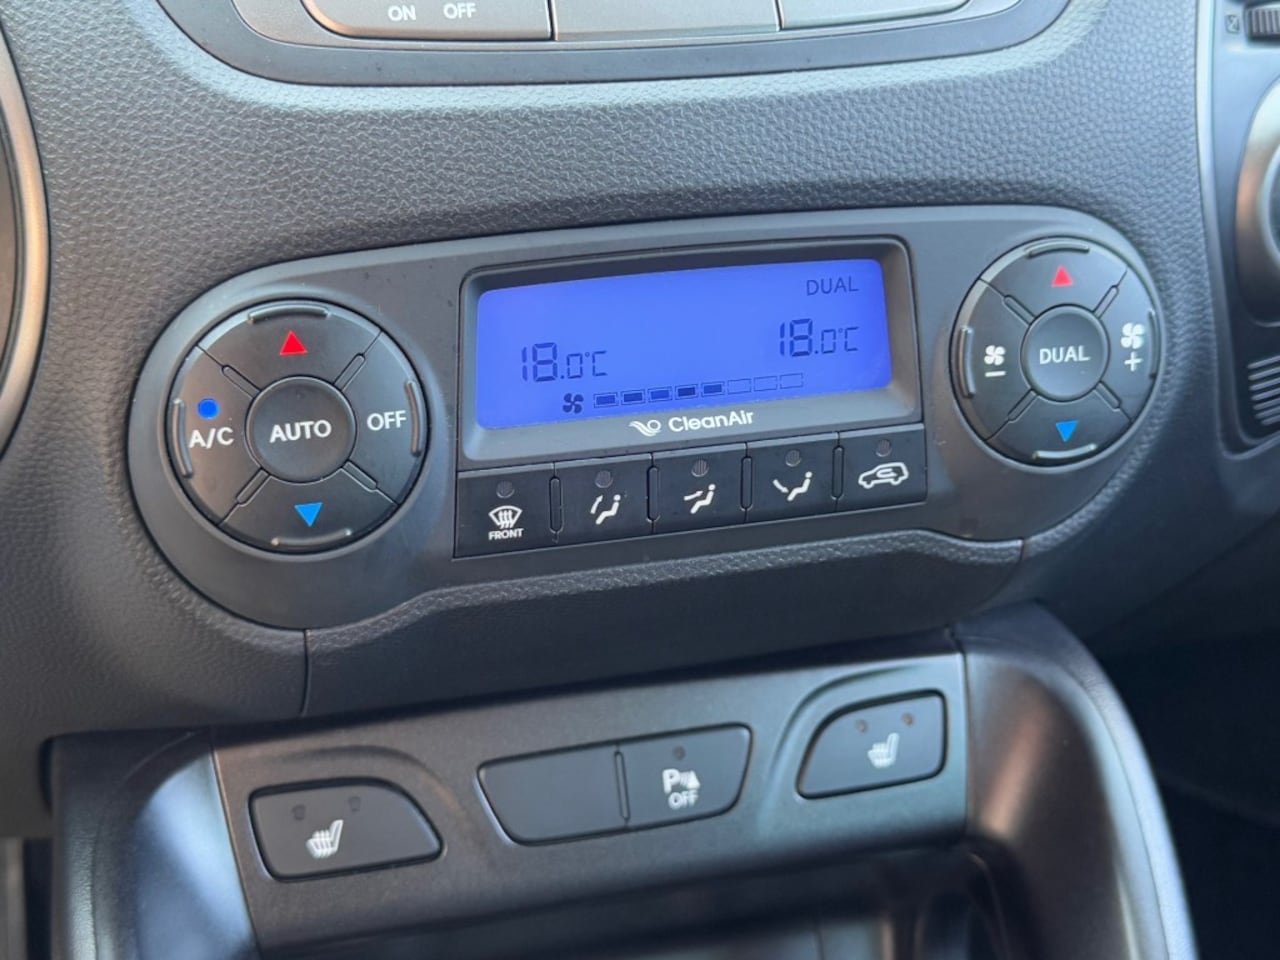 ON OFF
DUAL
18.0°C 18.0°C
CleanAir
A/C AUTO OFF
DUAL
- +
FRONT
P OFF